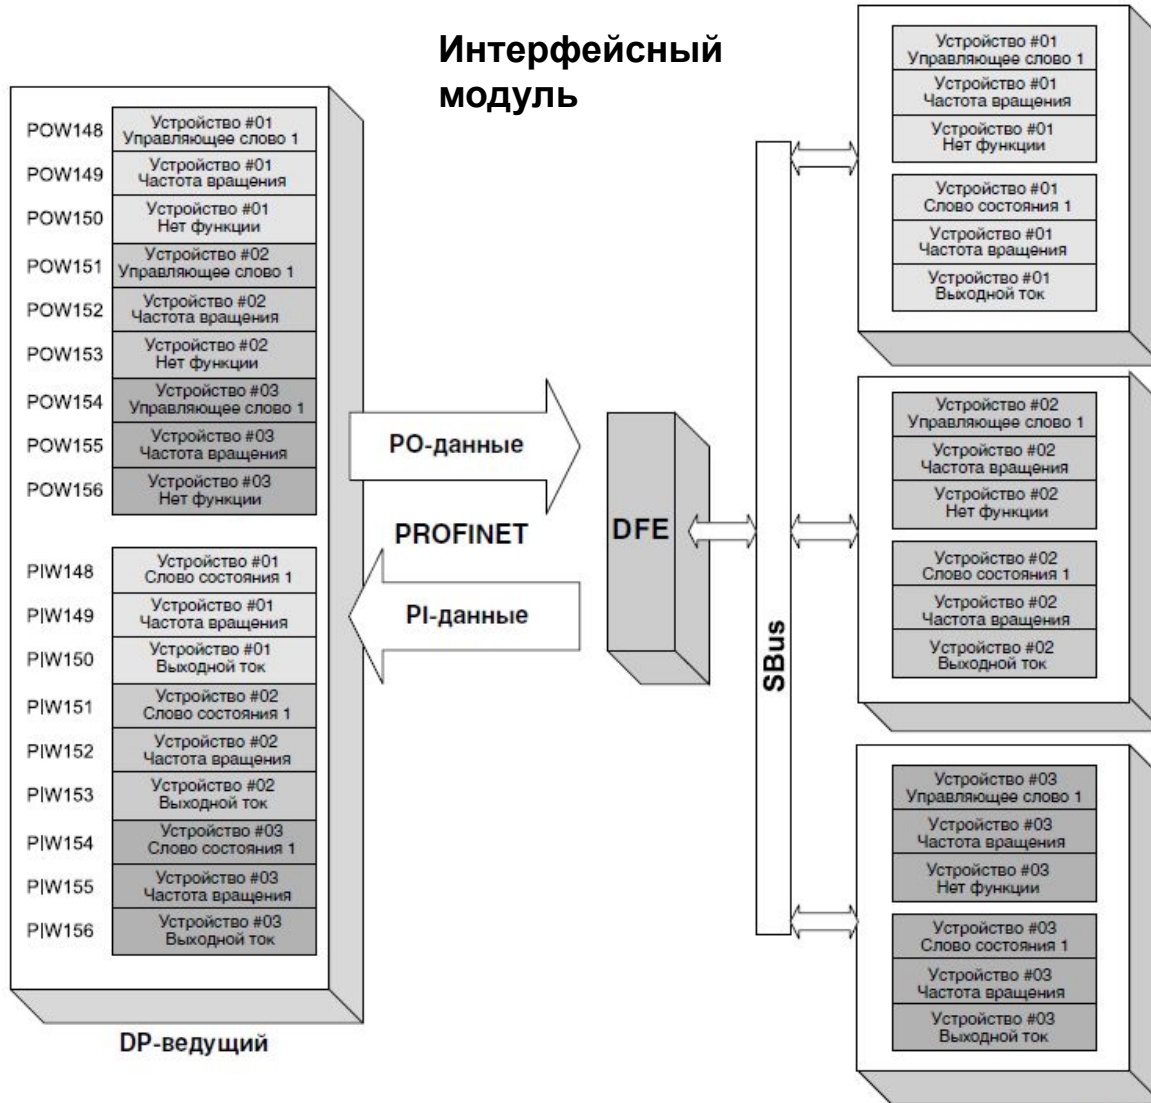 Интерфейсный
модуль
POW148
Устройство #01
Управляющее слово 1
POW149
Устройство #01
Частота вращения
POW150
Устройство #01
Нет функции
POW151
Устройство #02
Управляющее слово 1
POW152
Устройство #02
Частота вращения
POW153
Устройство #02
Нет функции
POW154
Устройство #03
Управляющее слово 1
POW155
Устройство #03
Частота вращения
POW156
Устройство #03
Нет функции
PIW148
Устройство #01
Слово состояния 1
PIW149
Устройство #01
Частота вращения
PIW150
Устройство #01
Выходной ток
PIW151
Устройство #02
Слово состояния 1
PIW152
Устройство #02
Частота вращения
PIW153
Устройство #02
Выходной ток
PIW154
Устройство #03
Слово состояния 1
PIW155
Устройство #03
Частота вращения
PIW156
Устройство #03
Выходной ток
DP-ведущий
PO-данные
PROFINET
PI-данные
DFE
SBus
Устройство #01
Управляющее слово 1
Устройство #01
Частота вращения
Устройство #01
Нет функции
Устройство #01
Слово состояния 1
Устройство #01
Частота вращения
Устройство #01
Выходной ток
Устройство #02
Управляющее слово 1
Устройство #02
Частота вращения
Устройство #02
Нет функции
Устройство #02
Слово состояния 1
Устройство #02
Частота вращения
Устройство #02
Выходной ток
Устройство #03
Управляющее слово 1
Устройство #03
Частота вращения
Устройство #03
Нет функции
Устройство #03
Слово состояния 1
Устройство #03
Частота вращения
Устройство #03
Выходной ток